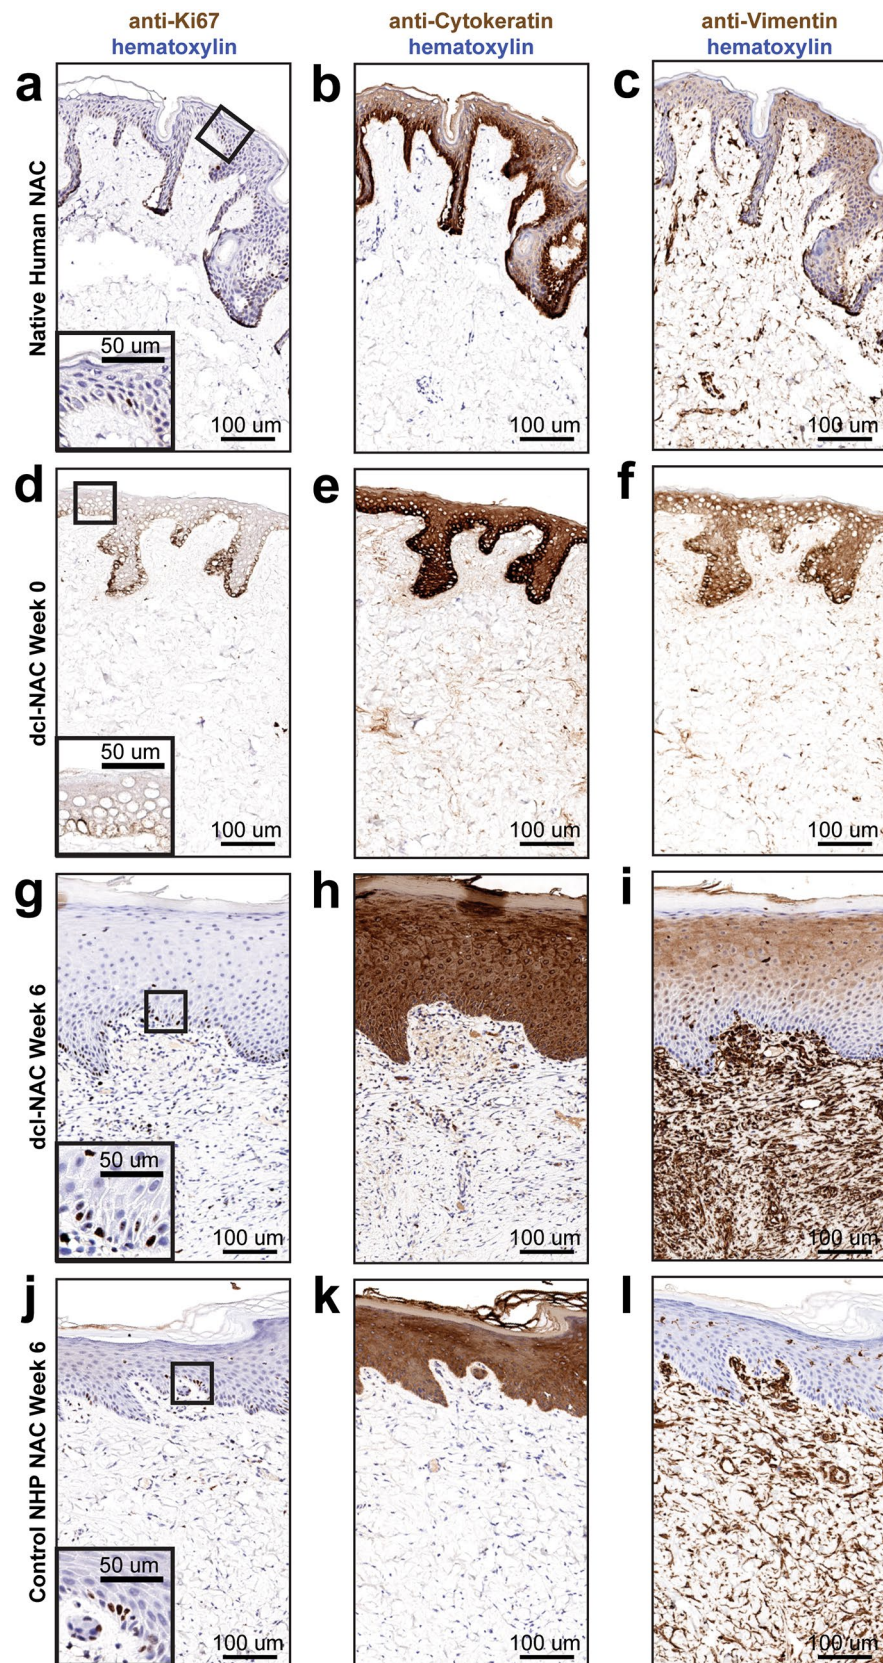 anti-Ki67
hematoxylin
anti-Cytokeratin
hematoxylin
anti-Vimentin
hematoxylin
Native Human NAC
a
50 um
100 um
b
100 um
c
100 um
dcl-NAC Week 0
d
50 um
100 um
e
100 um
f
100 um
dcl-NAC Week 6
g
50 um
100 um
h
100 um
i
100 um
Control NHP NAC Week 6
j
50 um
100 um
k
100 um
l
100 um